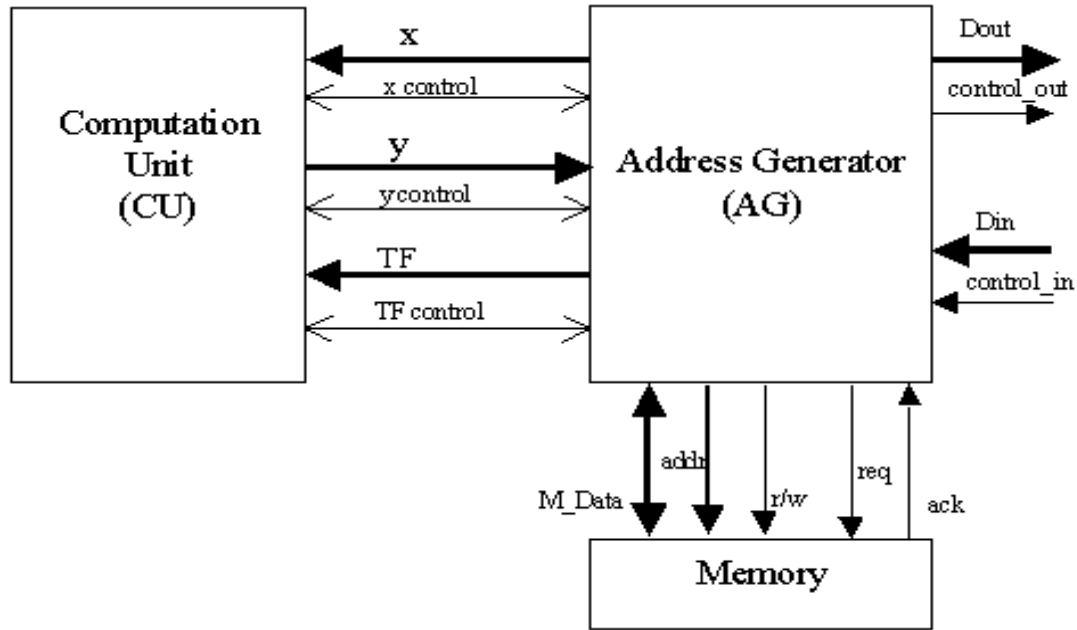 Computation
Unit
(CU)
x
x control
y
y control
TF
TF control
Address Generator
(AG)
Dout
control_out
Din
control_in
M_Data
addr
r/w
req
ack
Memory